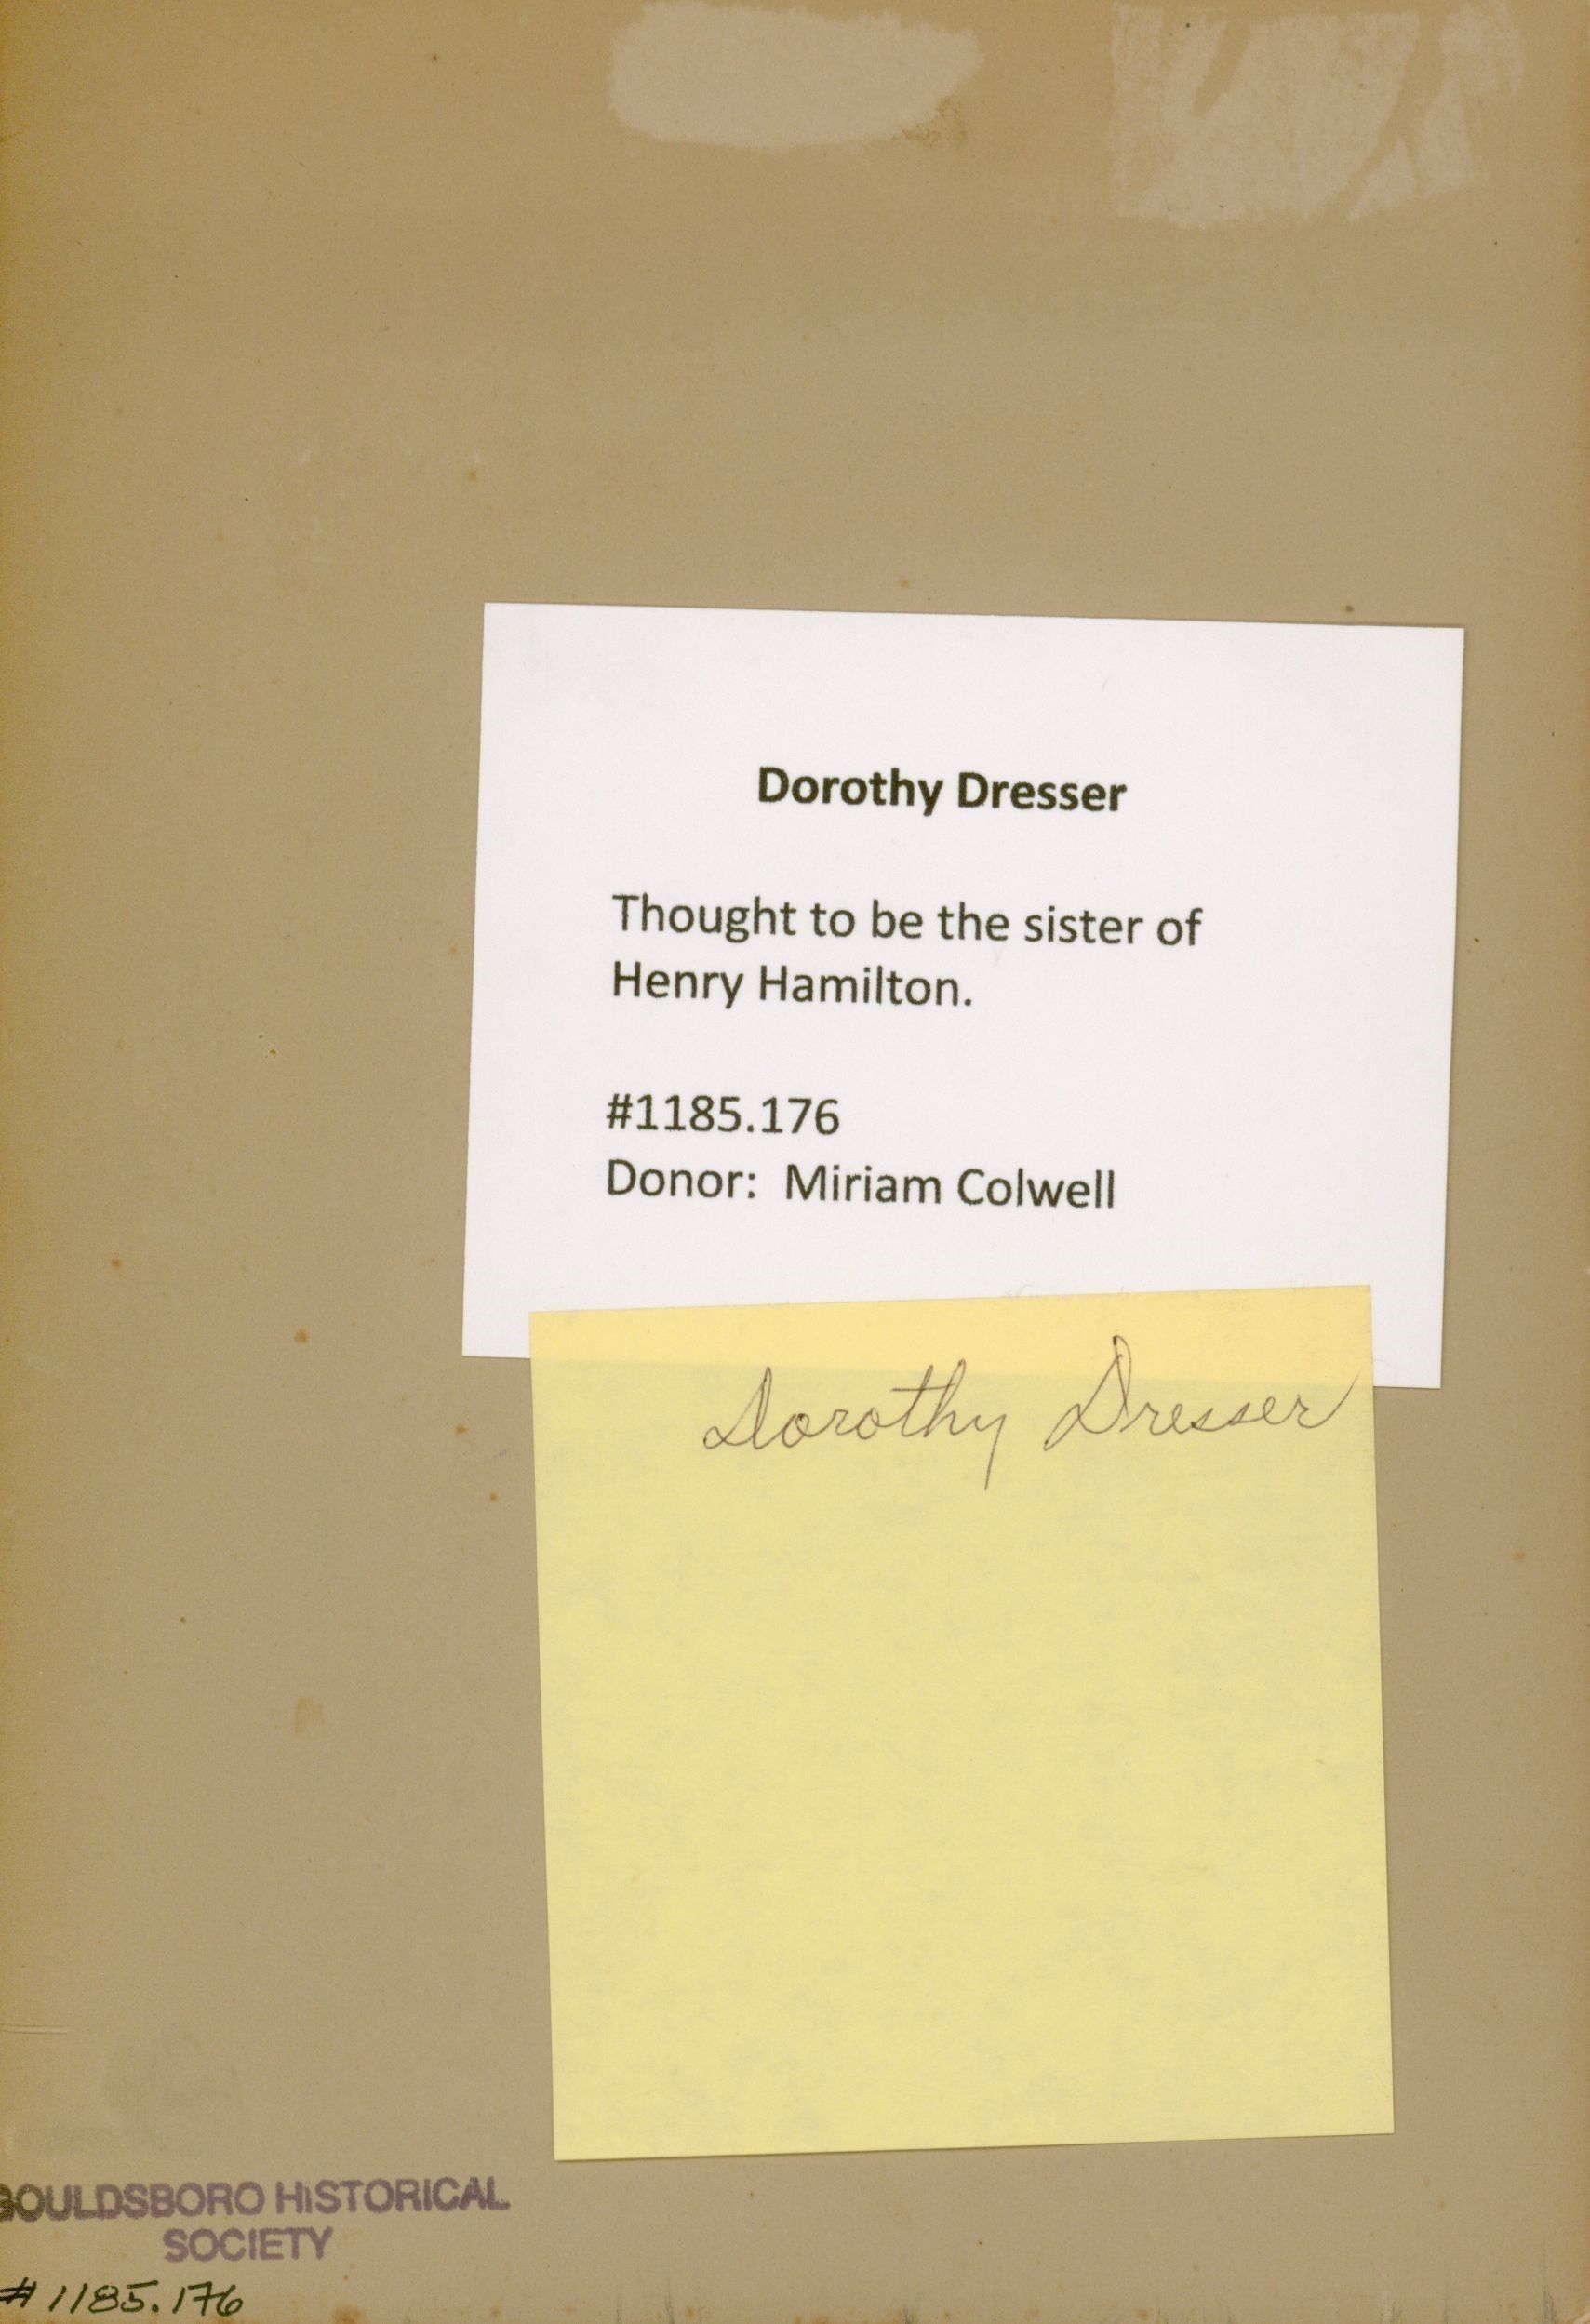 Dorothy Dresser
Thought to be the sister of
Henry Hamilton.
#1185.176
Donor: Miriam Colwell
Dorothy Dresser
GOULDSBORO HISTORICAL
SOCIETY
# 1185.176